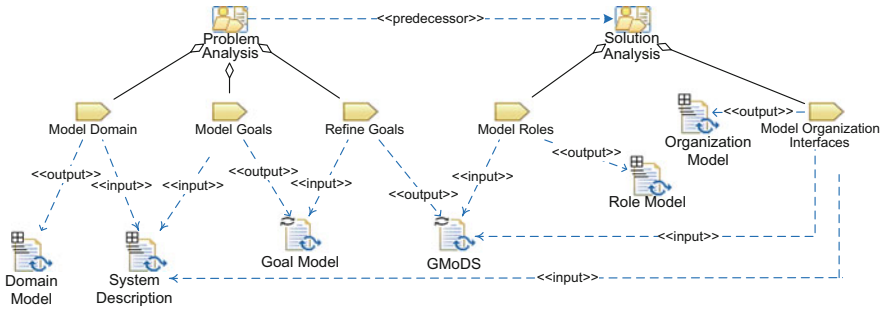 <<predecessor>>
Problem
Analysis
Solution
Analysis
Model Domain
Model Goals
Refine Goals
Model Roles
<<output>>
Organization
Model
Model Organization
Interfaces
<<output>>
<<input>>
<<input>>
<<output>>
<<input>>
<<output>>
<<input>>
<<output>>
Role Model
<<input>>
Domain
Model
System
Description
Goal Model
GMoDS
<<input>>